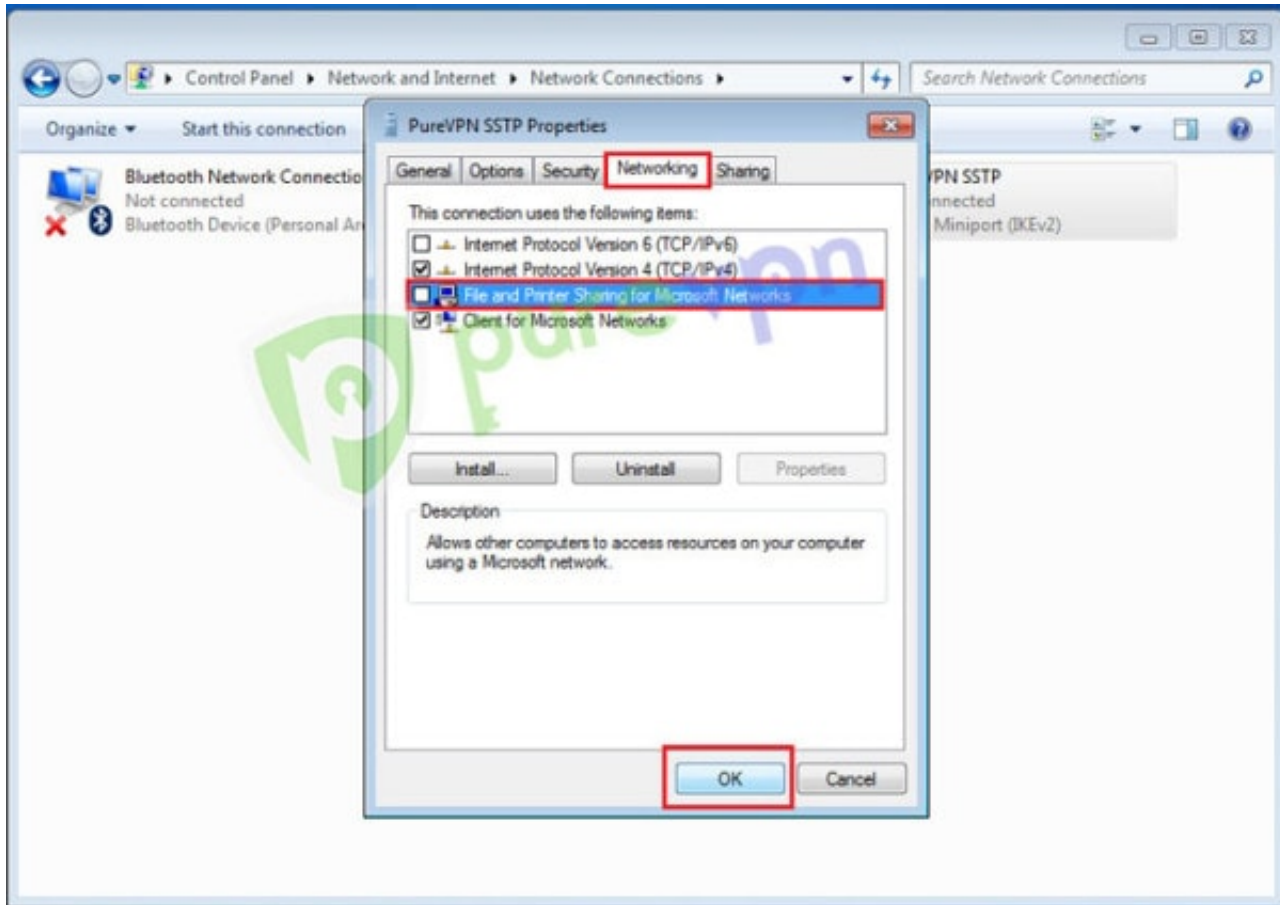 Control Panel Network and Internet Network Connections
Search Network Connections
Organize Start this connection
Bluetooth Network Connectio
Not connected
Bluetooth Device (Personal Ar
PureVPN SSTP Properties
General Options Security Networking Sharing
This connection uses the following items:
Internet Protocol Version 6 (TCP/IPv6)
Internet Protocol Version 4 (TCP/IPv4)
File and Printer Sharing for Microsoft Networks
Client for Microsoft Networks
purevpn
Install... Uninstall Properties
Description
Allows other computers to access resources on your computer
using a Microsoft network.
OK Cancel
VPN SSTP
nnected
Miniport (IKEv2)